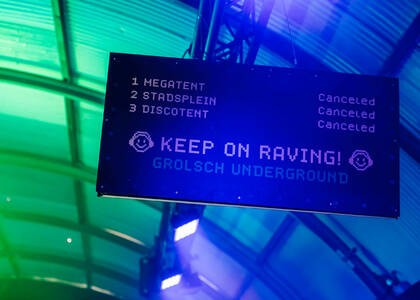 1 MEGATENT Canceled
2 STADSPLEIN Canceled
3 DISCOTENT Canceled
KEEP ON RAVING!
GROLSCH UNDERGROUND